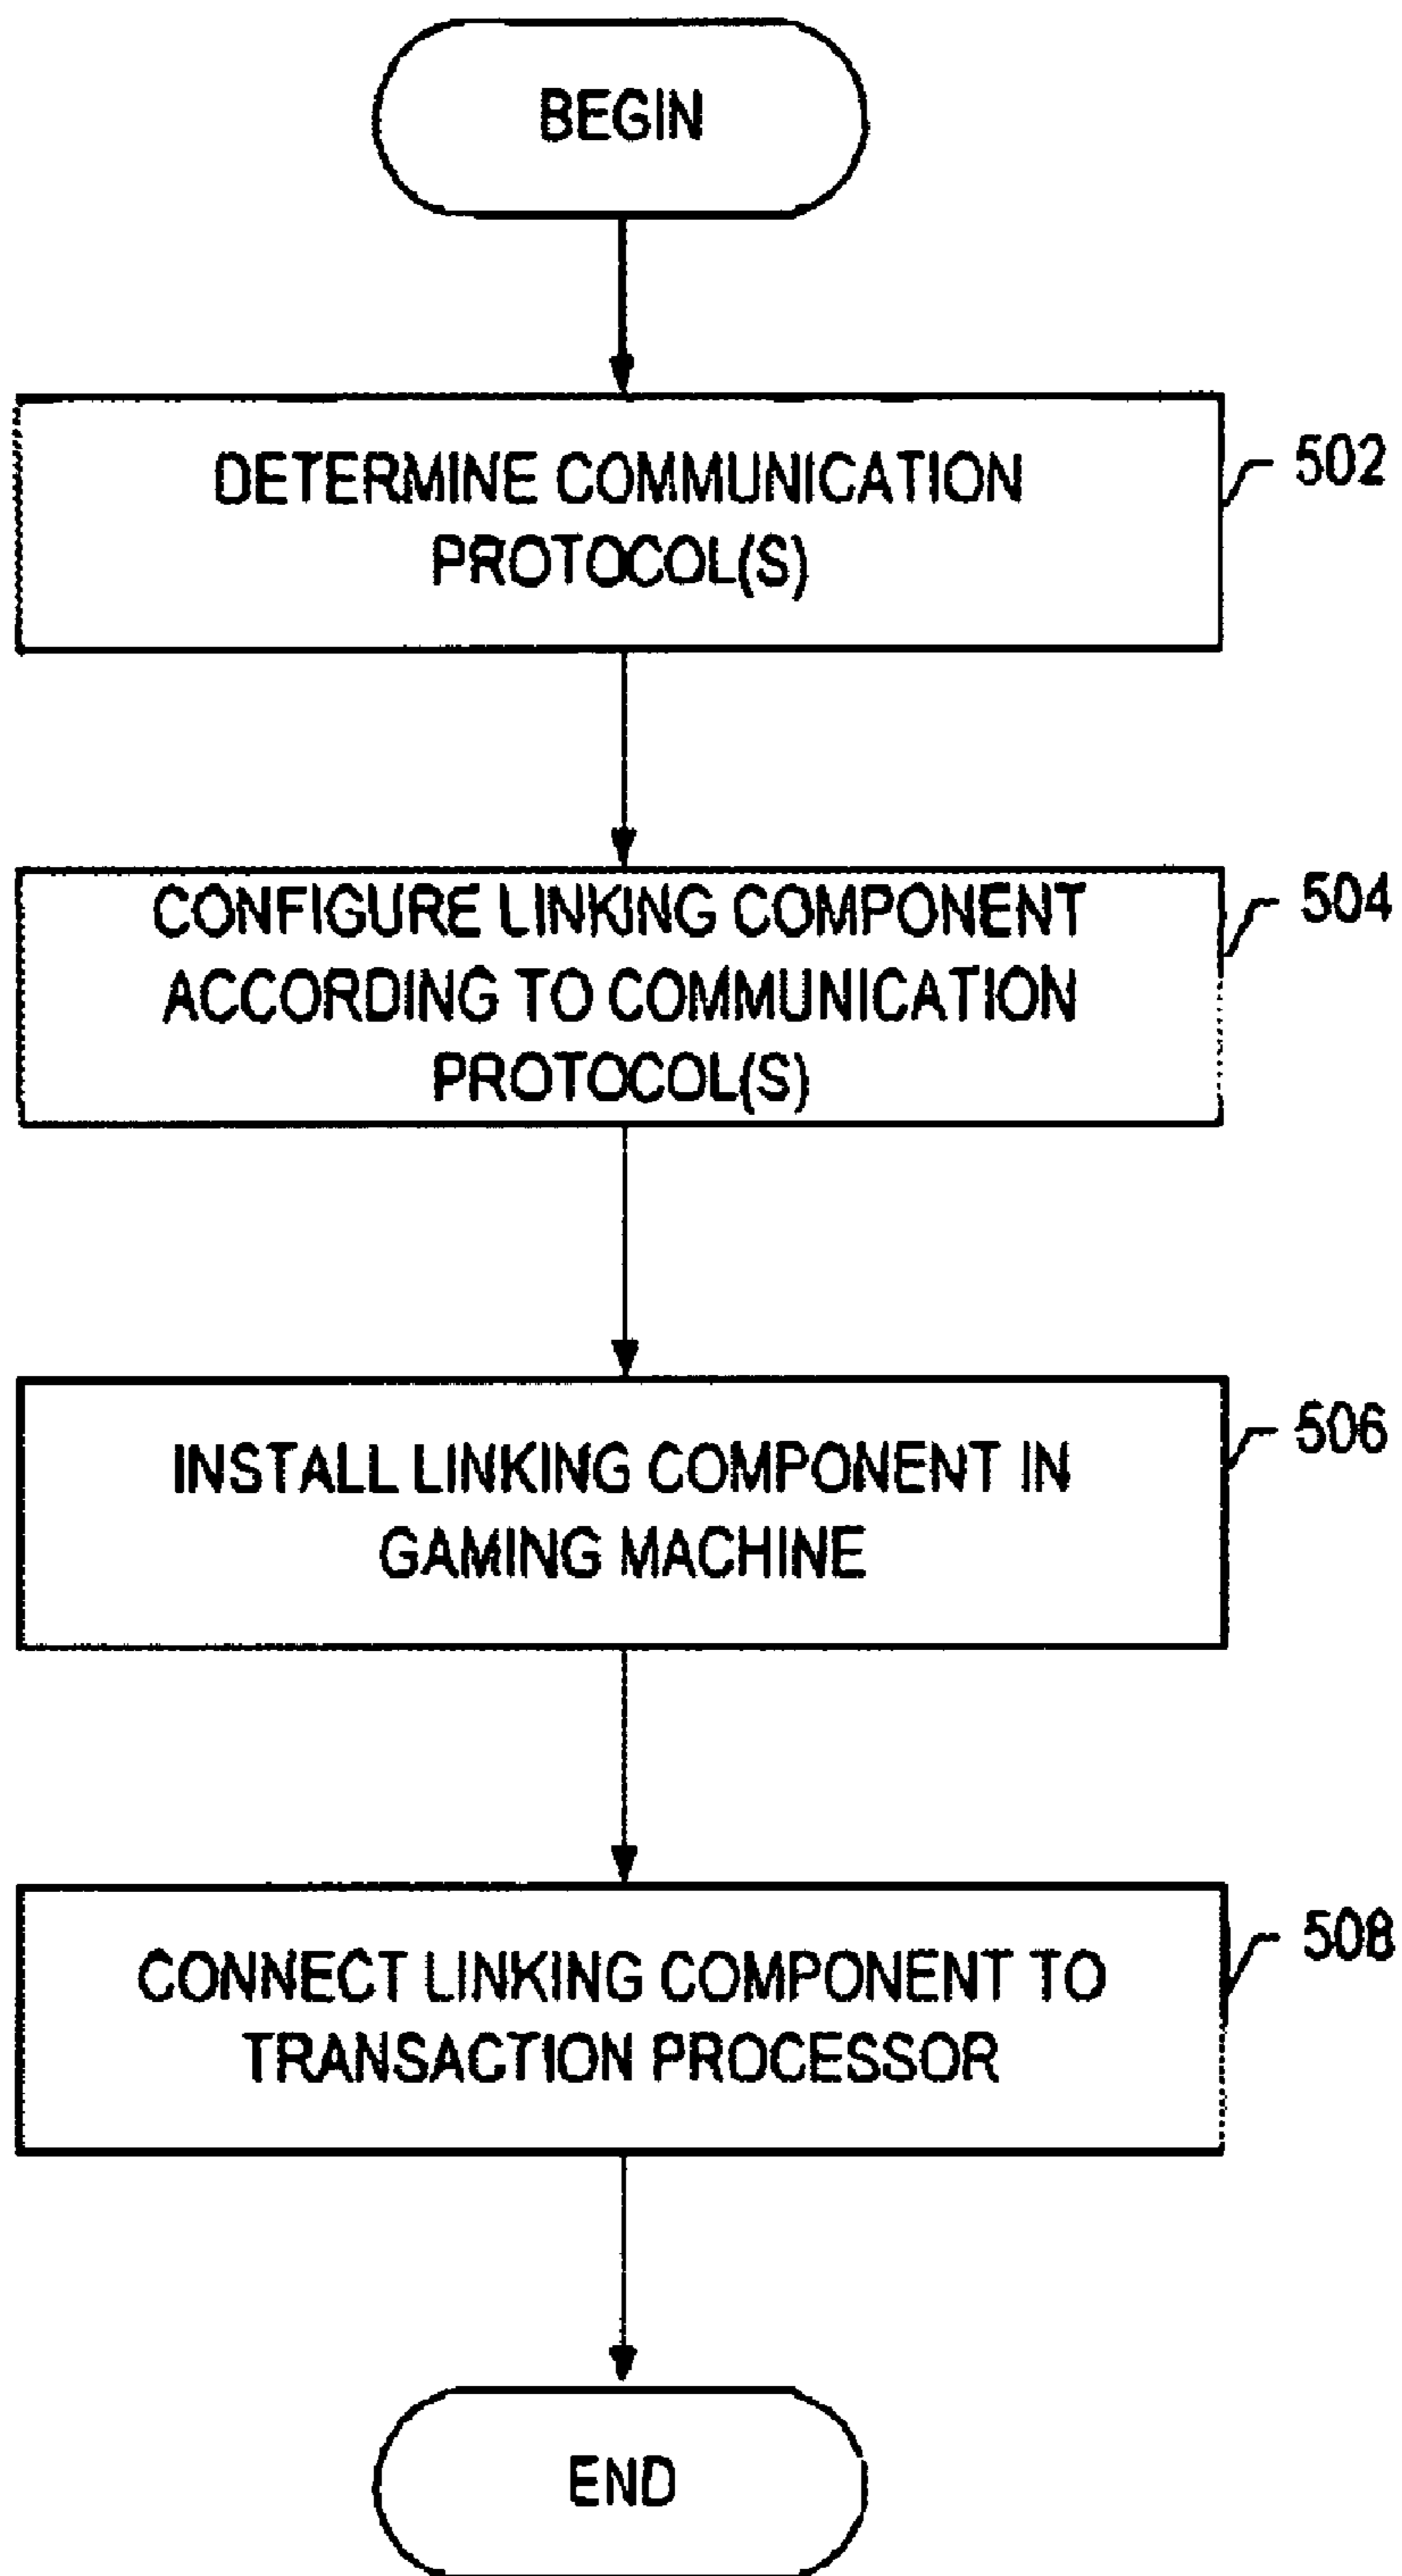 BEGIN
DETERMINE COMMUNICATION
PROTOCOL(S)
502
CONFIGURE LINKING COMPONENT
ACCORDING TO COMMUNICATION
PROTOCOL(S)
504
INSTALL LINKING COMPONENT IN
GAMING MACHINE
506
CONNECT LINKING COMPONENT TO
TRANSACTION PROCESSOR
508
END